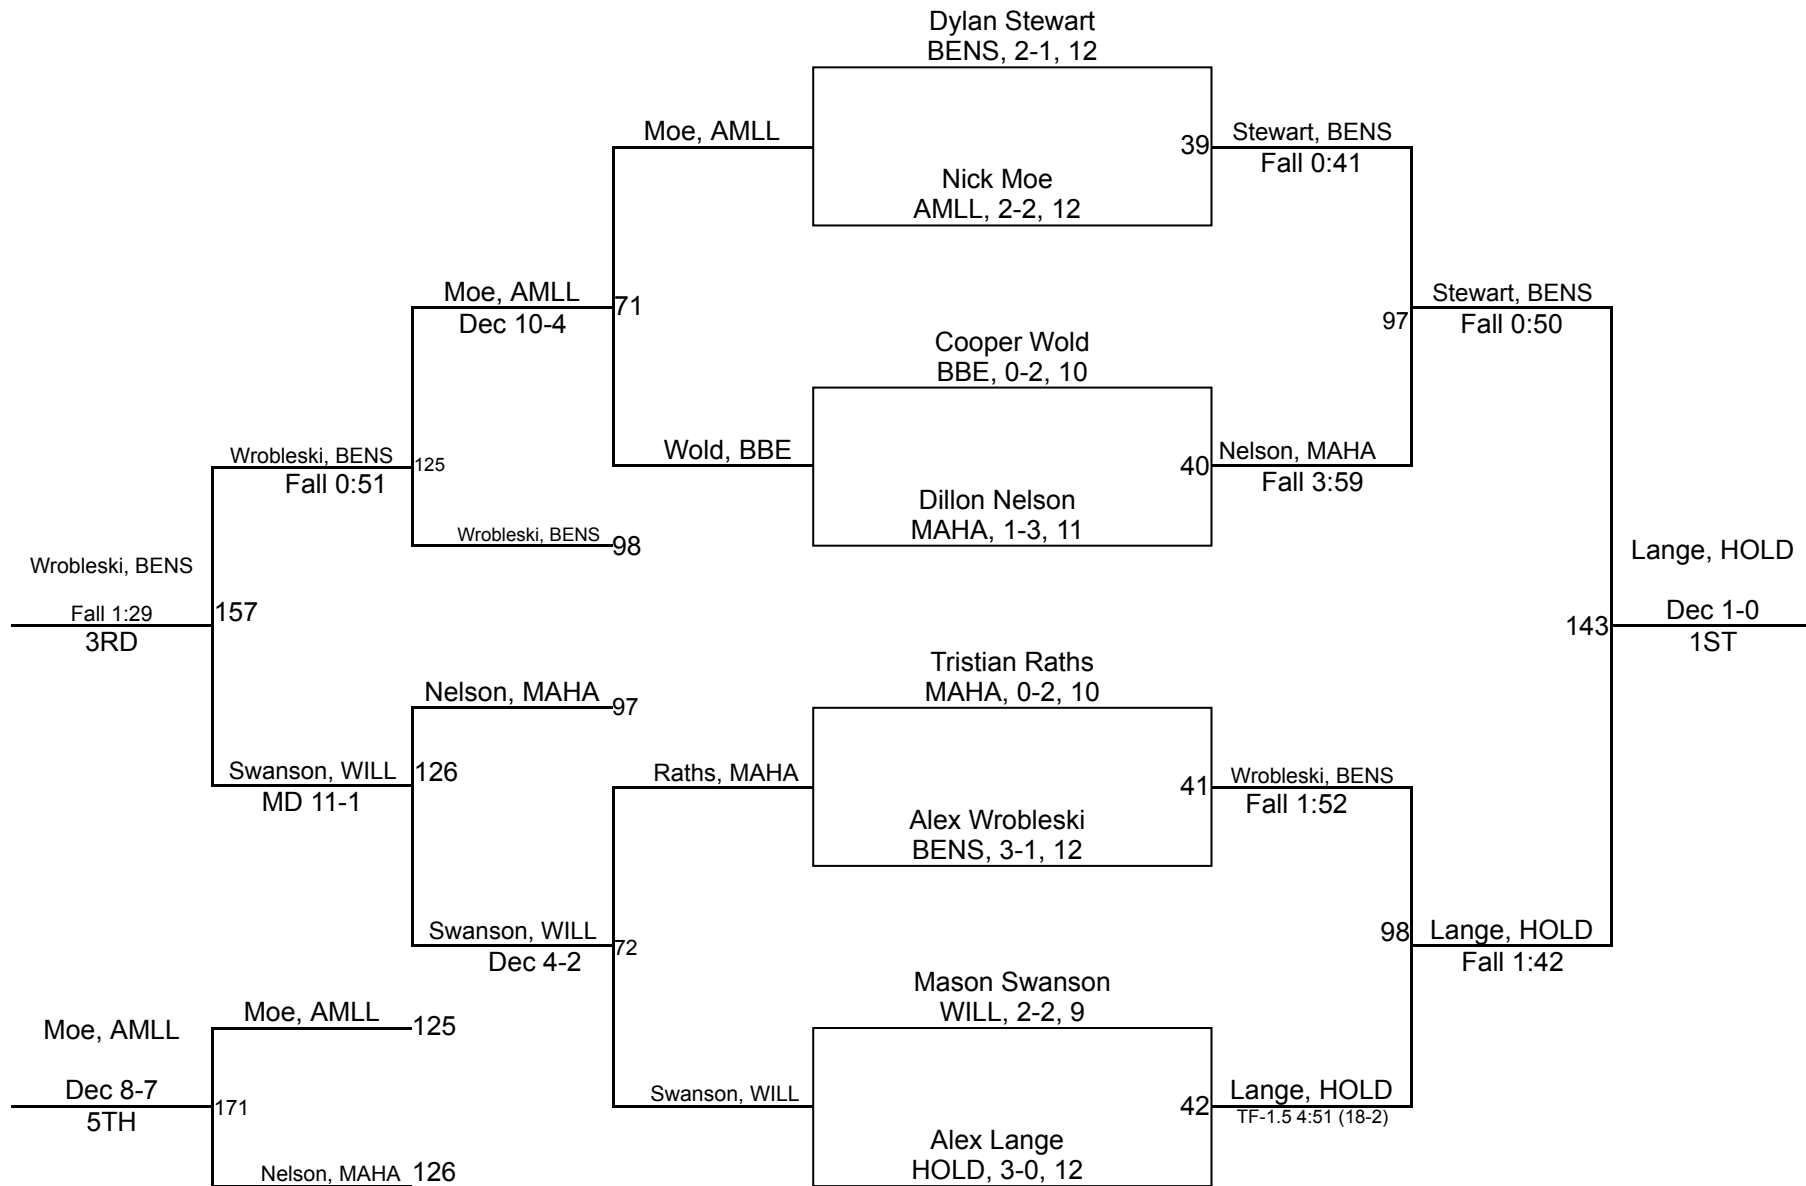 Dylan Stewart
BENS, 2-1, 12
Moe, AMLL
39
Stewart, BENS
Fall 0:41
Nick Moe
AMLL, 2-2, 12
Moe, AMLL
Dec 10-4
71
Stewart, BENS
Fall 0:50
97
Cooper Wold
BBE, 0-2, 10
Wrobleski, BENS
Fall 0:51
125
Wold, BBE
40
Nelson, MAHA
Fall 3:59
Dillon Nelson
MAHA, 1-3, 11
Wrobleski, BENS
98
Wrobleski, BENS
Fall 1:29
3RD
157
Lange, HOLD
Dec 1-0
1ST
143
Tristian Raths
MAHA, 0-2, 10
Nelson, MAHA
97
Swanson, WILL
MD 11-1
126
Raths, MAHA
41
Wrobleski, BENS
Fall 1:52
Alex Wrobleski
BENS, 3-1, 12
Swanson, WILL
Dec 4-2
72
98
Lange, HOLD
Fall 1:42
Mason Swanson
WILL, 2-2, 9
Moe, AMLL
Dec 8-7
5TH
Moe, AMLL
125
171
Swanson, WILL
42
Lange, HOLD
TF-1.5 4:51 (18-2)
Alex Lange
HOLD, 3-0, 12
Nelson, MAHA
126